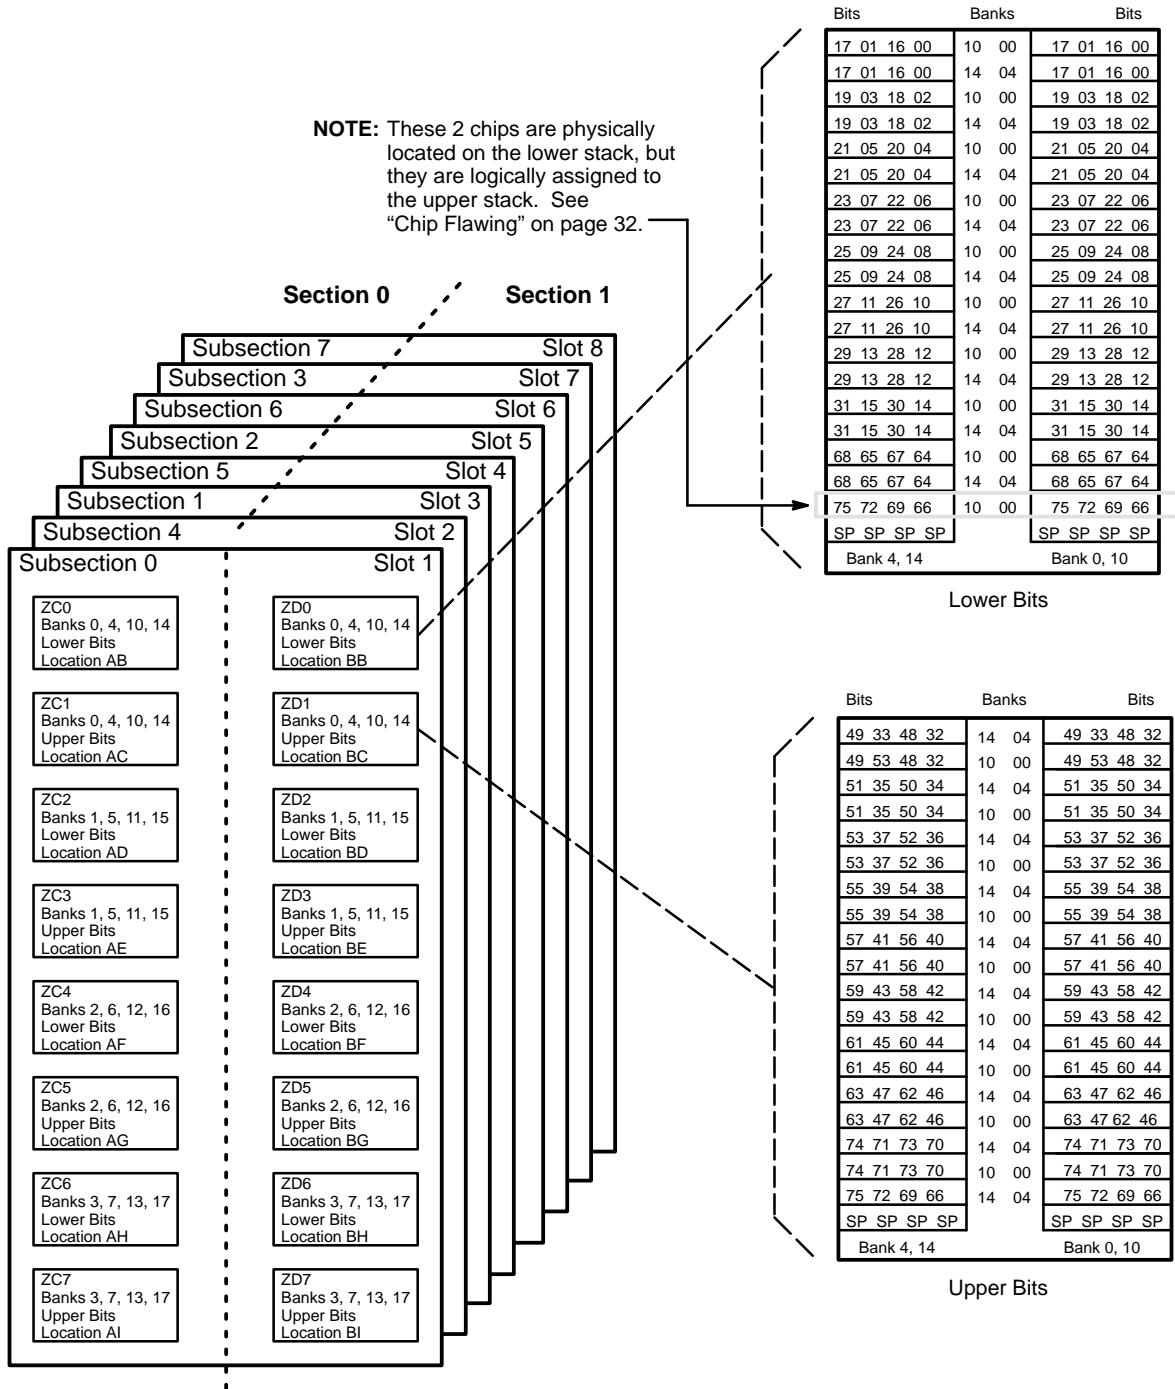 Bits Banks Bits
17 01 16 00 10 00 17 01 16 00
17 01 16 00 14 04 17 01 16 00
19 03 18 02 10 00 19 03 18 02
19 03 18 02 14 04 19 03 18 02
21 05 20 04 10 00 21 05 20 04
21 05 20 04 14 04 21 05 20 04
23 07 22 06 10 00 23 07 22 06
23 07 22 06 14 04 23 07 22 06
25 09 24 08 10 00 25 09 24 08
25 09 24 08 14 04 25 09 24 08
27 11 26 10 10 00 27 11 26 10
27 11 26 10 14 04 27 11 26 10
29 13 28 12 10 00 29 13 28 12
29 13 28 12 14 04 29 13 28 12
31 15 30 14 10 00 31 15 30 14
31 15 30 14 14 04 31 15 30 14
68 65 67 64 10 00 68 65 67 64
68 65 67 64 14 04 68 65 67 64
75 72 69 66 10 00 75 72 69 66
SP SP SP SP SP SP SP SP
Bank 4, 14 Bank 0, 10
Lower Bits
NOTE: These 2 chips are physically
located on the lower stack, but
they are logically assigned to
the upper stack. See
“Chip Flawing” on page 32.
Section 0 Section 1
Subsection 7 Slot 8
Subsection 3 Slot 7
Subsection 6 Slot 6
Subsection 2 Slot 5
Subsection 5 Slot 4
Subsection 1 Slot 3
Subsection 4 Slot 2
Subsection 0 Slot 1
ZC0
Banks 0, 4, 10, 14
Lower Bits
Location AB
ZD0
Banks 0, 4, 10, 14
Lower Bits
Location BB
ZC1
Banks 0, 4, 10, 14
Upper Bits
Location AC
ZD1
Banks 0, 4, 10, 14
Upper Bits
Location BC
ZC2
Banks 1, 5, 11, 15
Lower Bits
Location AD
ZD2
Banks 1, 5, 11, 15
Lower Bits
Location BD
ZC3
Banks 1, 5, 11, 15
Upper Bits
Location AE
ZD3
Banks 1, 5, 11, 15
Upper Bits
Location BE
ZC4
Banks 2, 6, 12, 16
Lower Bits
Location AF
ZD4
Banks 2, 6, 12, 16
Lower Bits
Location BF
ZC5
Banks 2, 6, 12, 16
Upper Bits
Location AG
ZD5
Banks 2, 6, 12, 16
Upper Bits
Location BG
ZC6
Banks 3, 7, 13, 17
Lower Bits
Location AH
ZD6
Banks 3, 7, 13, 17
Lower Bits
Location BH
ZC7
Banks 3, 7, 13, 17
Upper Bits
Location AI
ZD7
Banks 3, 7, 13, 17
Upper Bits
Location BI
Bits Banks Bits
49 33 48 32 14 04 49 33 48 32
49 53 48 32 10 00 49 53 48 32
51 35 50 34 14 04 51 35 50 34
51 35 50 34 10 00 51 35 50 34
53 37 52 36 14 04 53 37 52 36
53 37 52 36 10 00 53 37 52 36
55 39 54 38 14 04 55 39 54 38
55 39 54 38 10 00 55 39 54 38
57 41 56 40 14 04 57 41 56 40
57 41 56 40 10 00 57 41 56 40
59 43 58 42 14 04 59 43 58 42
59 43 58 42 10 00 59 43 58 42
61 45 60 44 14 04 61 45 60 44
61 45 60 44 10 00 61 45 60 44
63 47 62 46 14 04 63 47 62 46
63 47 62 46 10 00 63 47 62 46
74 71 73 70 14 04 74 71 73 70
74 71 73 70 10 00 74 71 73 70
75 72 69 66 14 04 75 72 69 66
SP SP SP SP SP SP SP SP
Bank 4, 14 Bank 0, 10
Upper Bits